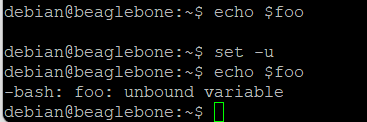 debian@beaglebone:~$ echo $foo

debian@beaglebone:~$ set -u
debian@beaglebone:~$ echo $foo
-bash: foo: unbound variable
debian@beaglebone:~$